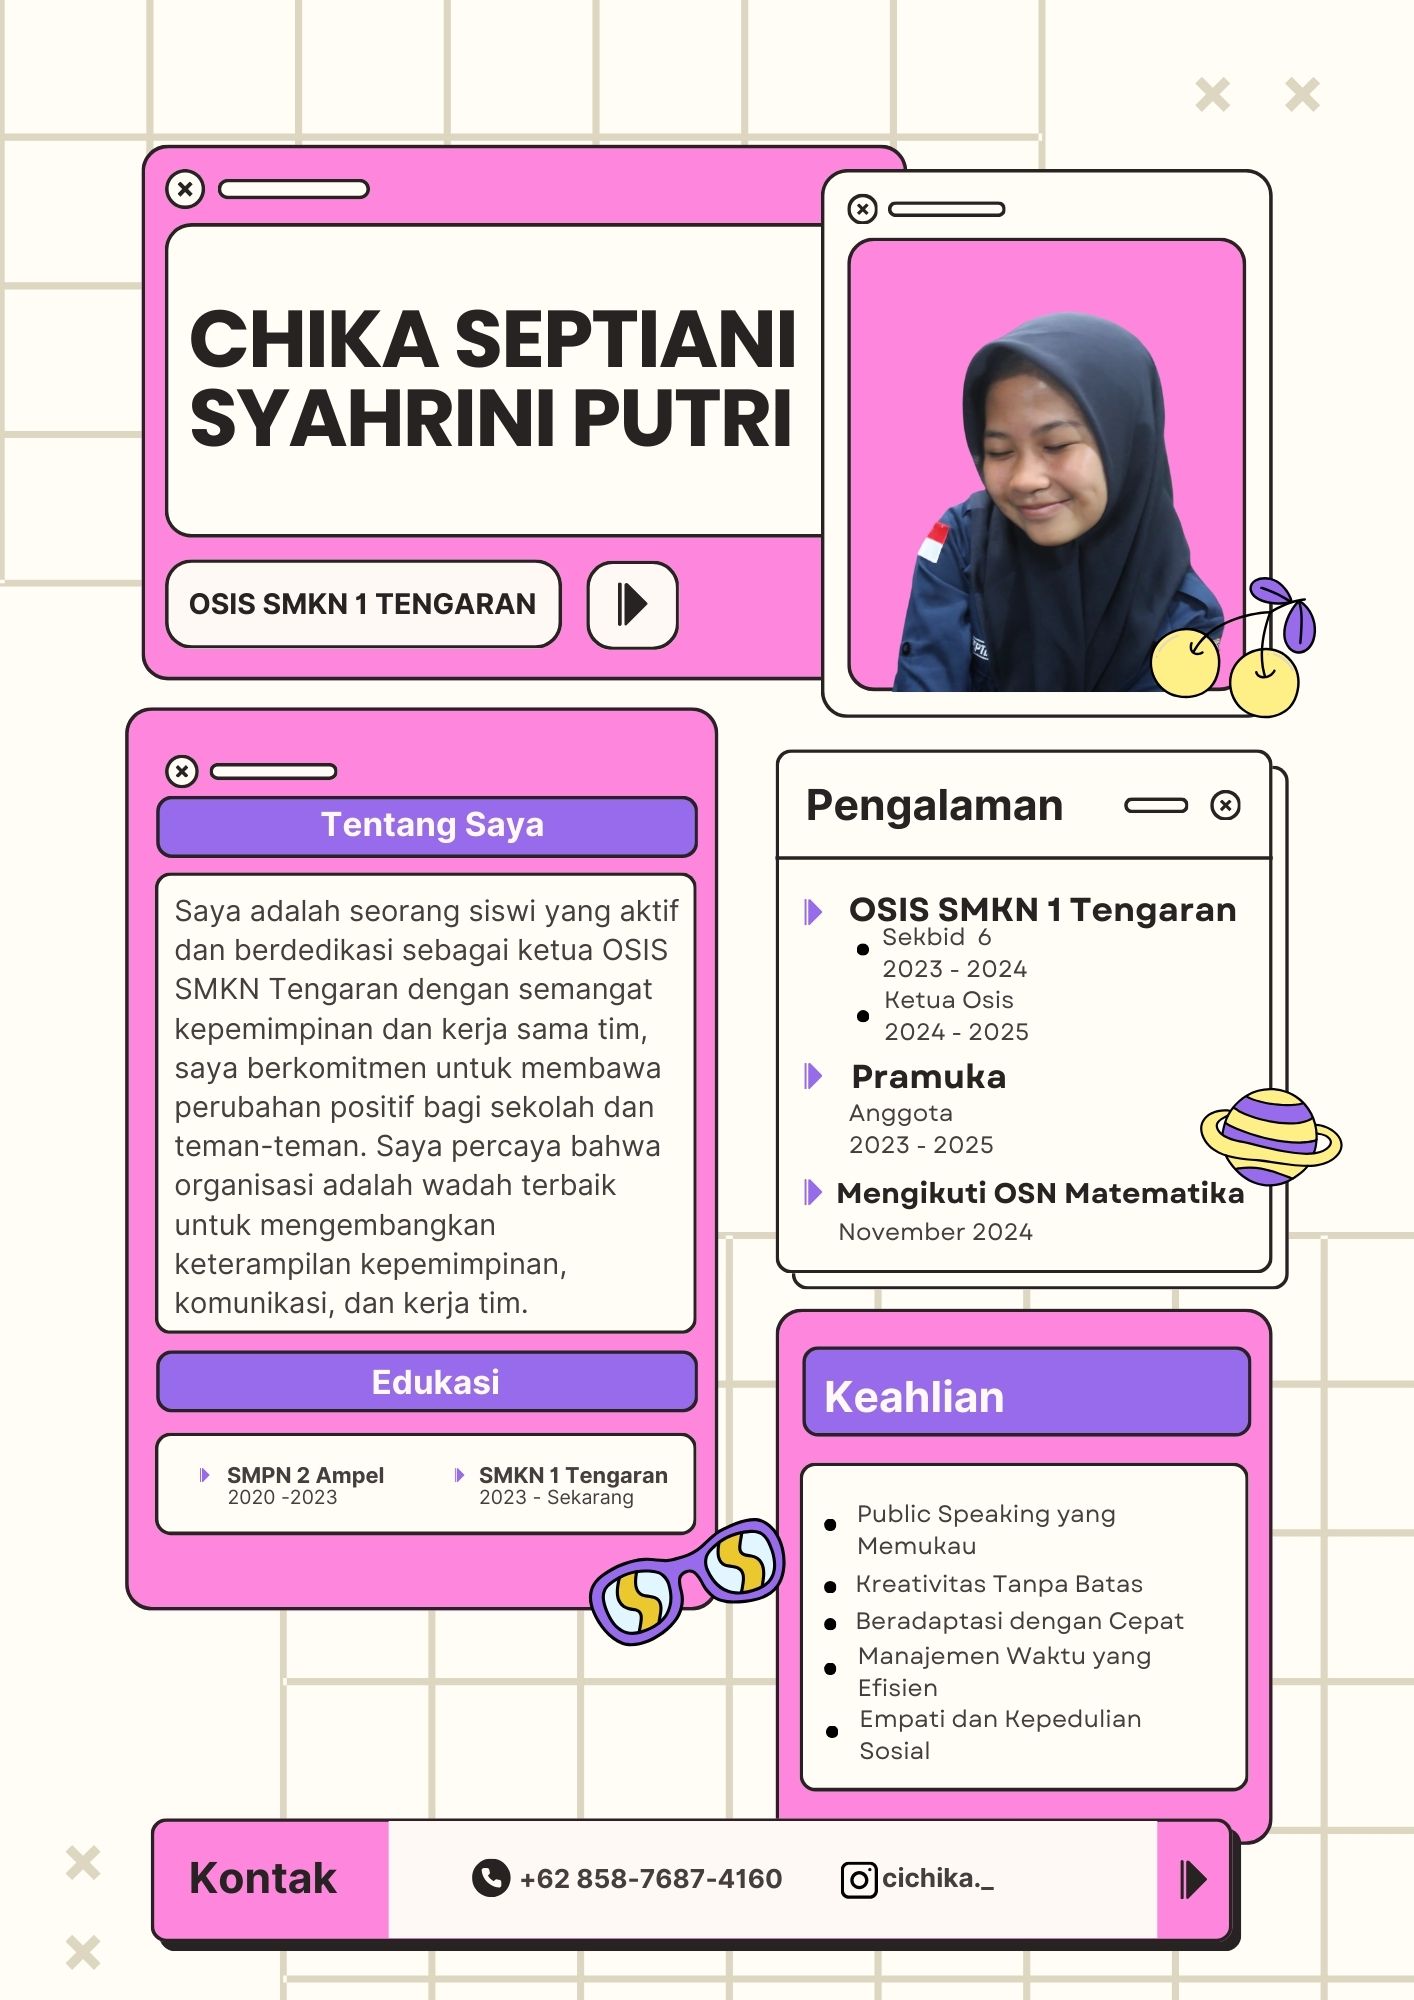 CHIKA SEPTIANI
SYAHRINI PUTRI
OSIS SMKN 1 TENGARAN
Tentang Saya
Saya adalah seorang siswi yang aktif
dan berdedikasi sebagai ketua OSIS
SMKN Tengaran dengan semangat
kepemimpinan dan kerja sama tim,
saya berkomitmen untuk membawa
perubahan positif bagi sekolah dan
teman-teman. Saya percaya bahwa
organisasi adalah wadah terbaik
untuk mengembangkan
keterampilan kepemimpinan,
komunikasi, dan kerja tim.
Edukasi
SMPN 2 Ampel
2020 -2023
SMKN 1 Tengaran
2023 - Sekarang
Pengalaman
OSIS SMKN 1 Tengaran
Sekbid 6
2023 - 2024
Ketua Osis
2024 - 2025
Pramuka
Anggota
2023 - 2025
Mengikuti OSN Matematika
November 2024
Keahlian
Public Speaking yang
Memukau
Kreativitas Tanpa Batas
Beradaptasi dengan Cepat
Manajemen Waktu yang
Efisien
Empati dan Kepedulian
Sosial
Kontak
+62 858-7687-4160
cichika._